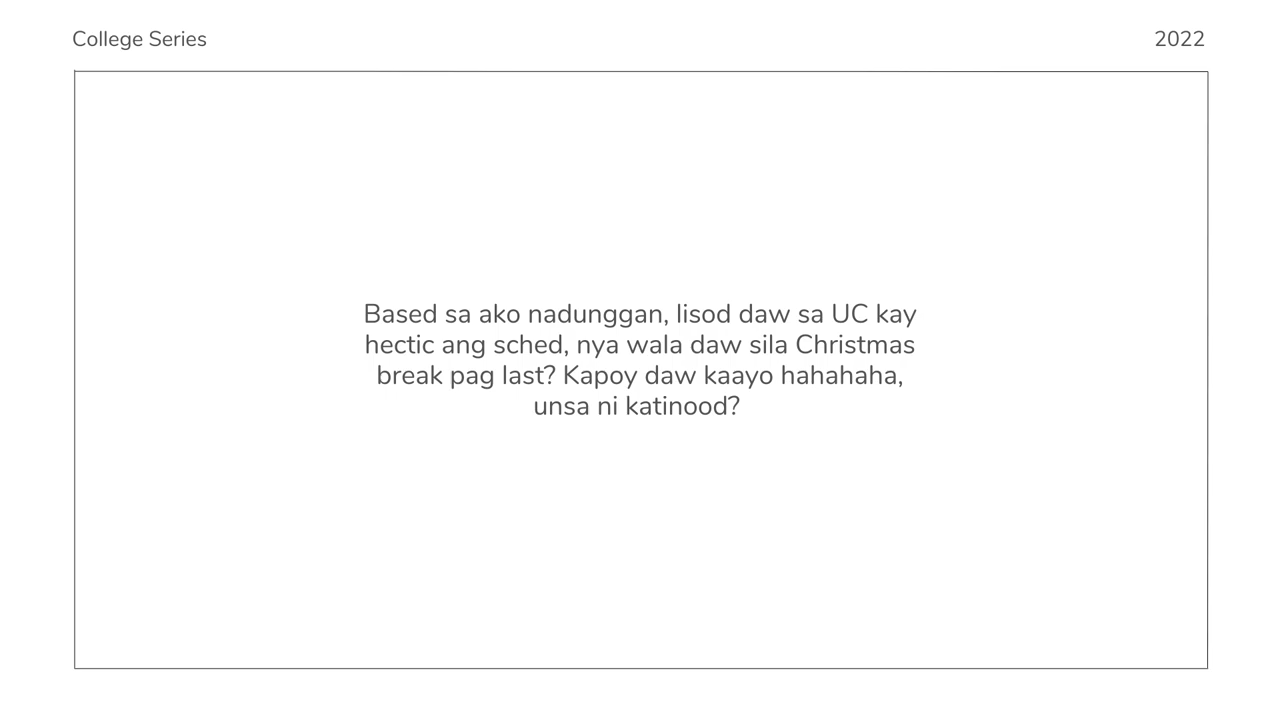 College Series
2022
Based sa ako nadunggan, lisod daw sa UC kay
hectic ang sched, nya wala daw sila Christmas
break pag last? Kapoy daw kaayo hahahaha,
unsa ni katinood?